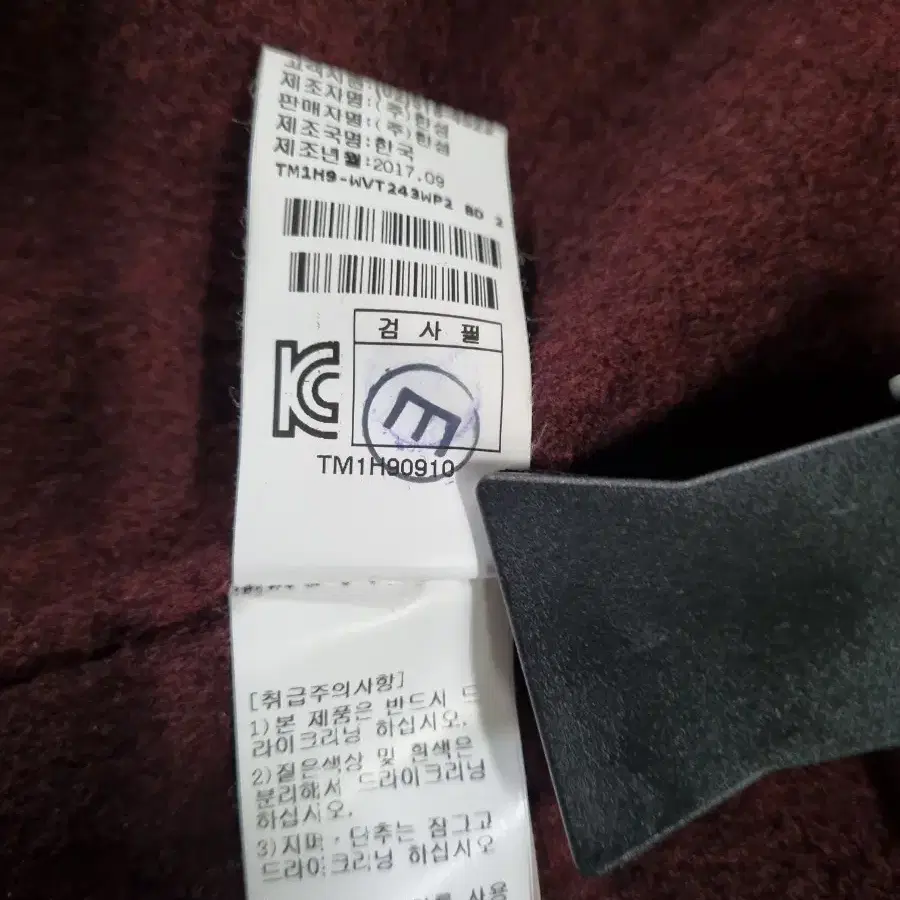 제조자명:(주)한섬
판매자명:(주)한섬
제조국명:한국
제조년월:2017.09
TM1H9-WVT243WP2 BD 2
검사필
KC
E
TM1H90910
[취급주의사항]
1)본 제품은 반드시 드
라이크리닝 하십시오.
2)짙은색상 및 흰색은
분리해서 드라이크리닝
하십시오.
3)지퍼,단추는 잠그고
드라이크리닝 하십시오
사용